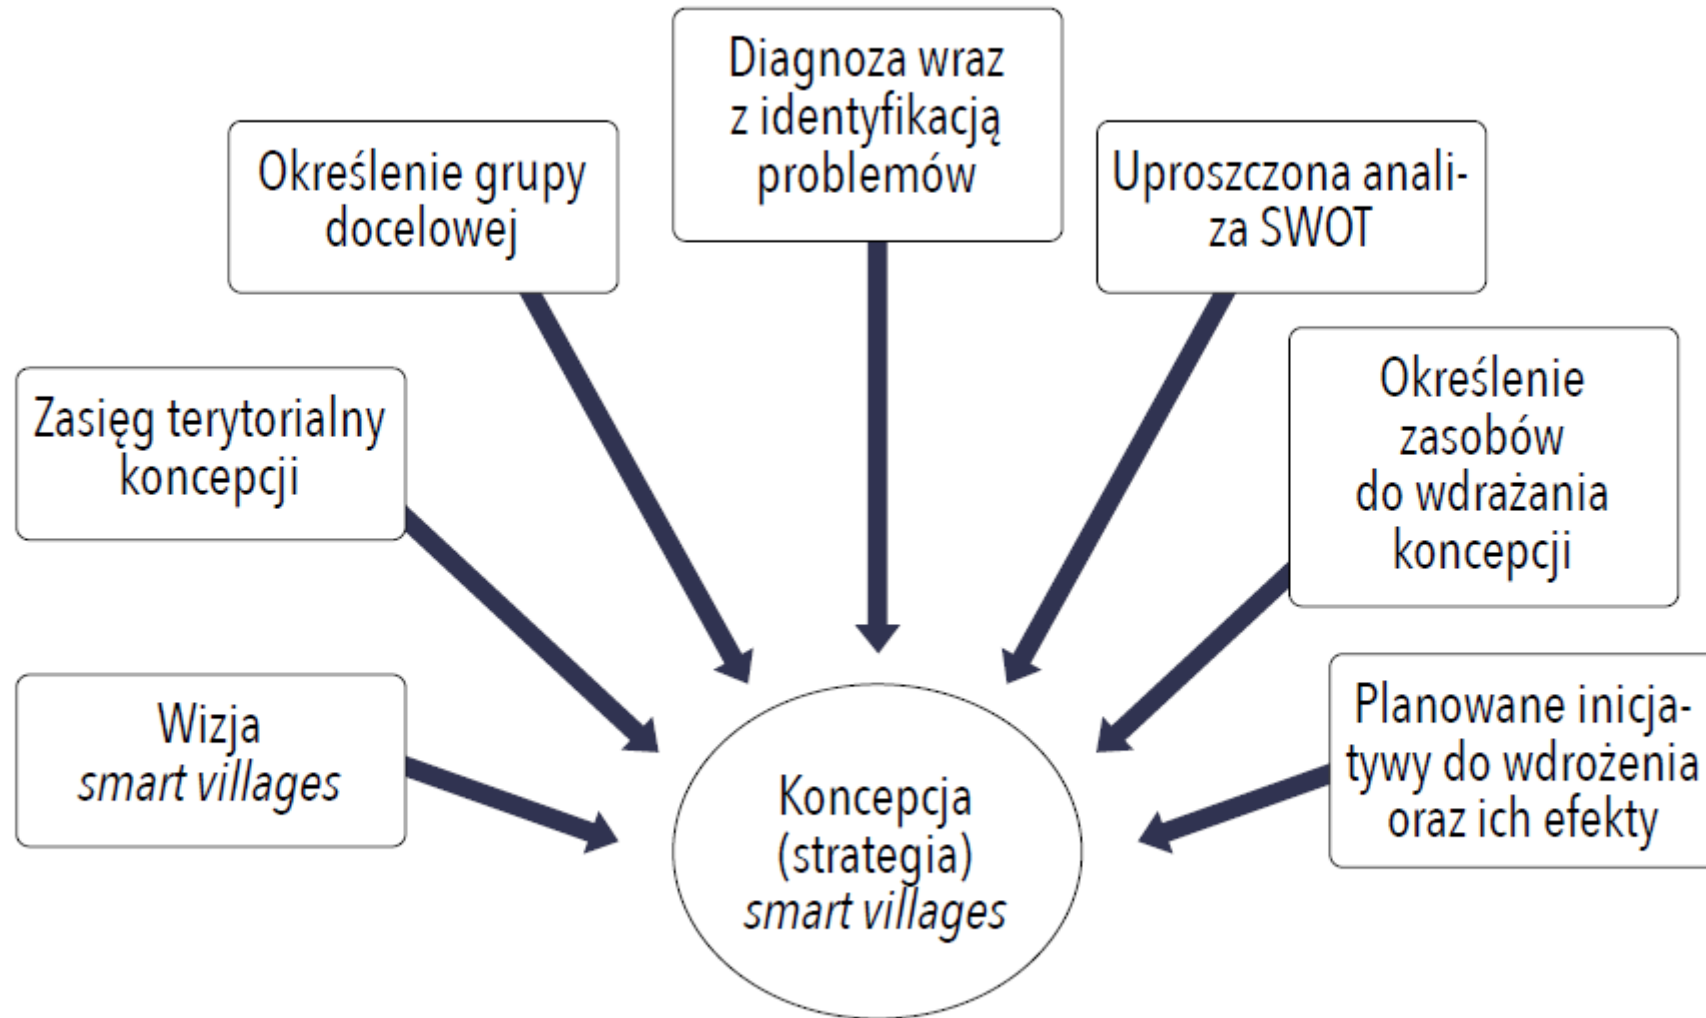 Diagnoza wraz
z identyfikacją
problemów
Określenie grupy
docelowej
Uproszczona anali-
za SWOT
Zasięg terytorialny
koncepcji
Określenie
zasobów
do wdrażania
koncepcji
Wizja
smart villages
Planowane inicja-
tywy do wdrożenia
oraz ich efekty
Koncepcja
(strategia)
smart villages